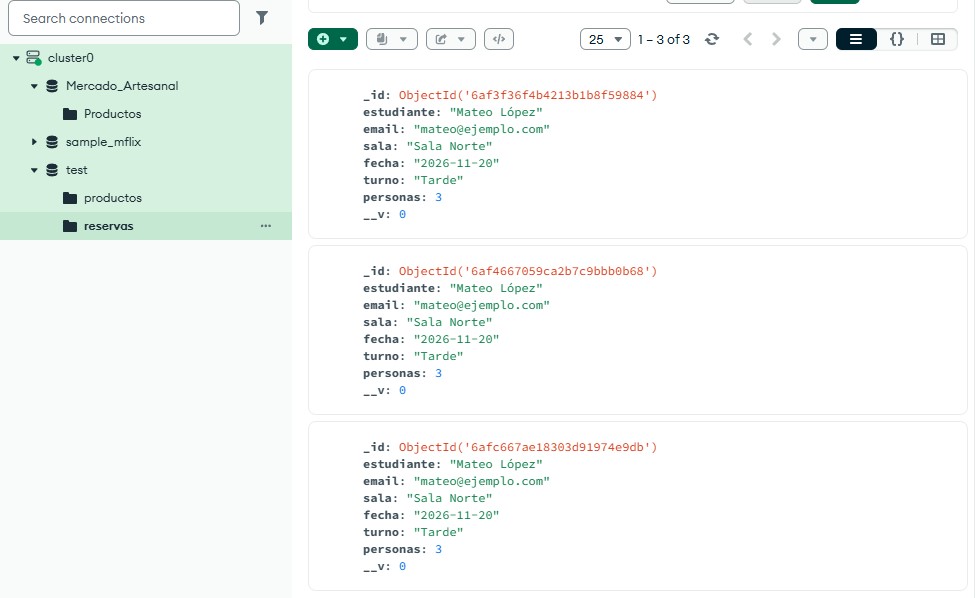 Search connections
cluster0
Mercado_Artesanal
Productos
sample_mflix
test
productos
reservas
25
1 – 3 of 3
_id: ObjectId('6af3f36f4b4213b1b8f59884')
estudiante: "Mateo López"
email: "mateo@ejemplo.com"
sala: "Sala Norte"
fecha: "2026-11-20"
turno: "Tarde"
personas: 3
__v: 0
_id: ObjectId('6af4667059ca2b7c9bbb0b68')
estudiante: "Mateo López"
email: "mateo@ejemplo.com"
sala: "Sala Norte"
fecha: "2026-11-20"
turno: "Tarde"
personas: 3
__v: 0
_id: ObjectId('6afc667ae18303d91974e9db')
estudiante: "Mateo López"
email: "mateo@ejemplo.com"
sala: "Sala Norte"
fecha: "2026-11-20"
turno: "Tarde"
personas: 3
__v: 0